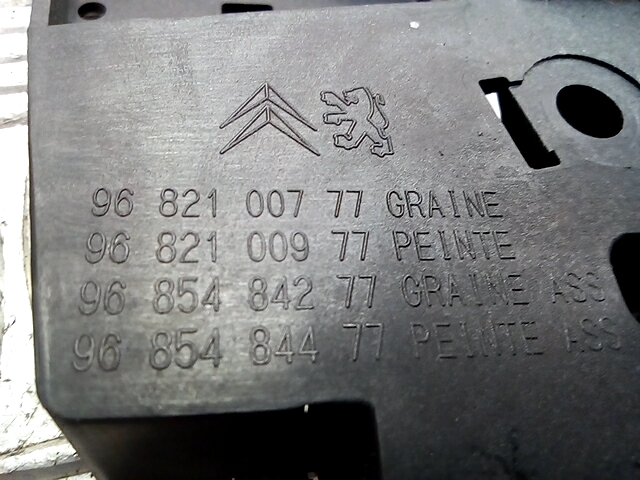 96 821 007 77 GRAINE
96 821 009 77 PEINTE
96 854 842 77 GRAINE ASS
96 854 844 77 PEINTE ASS